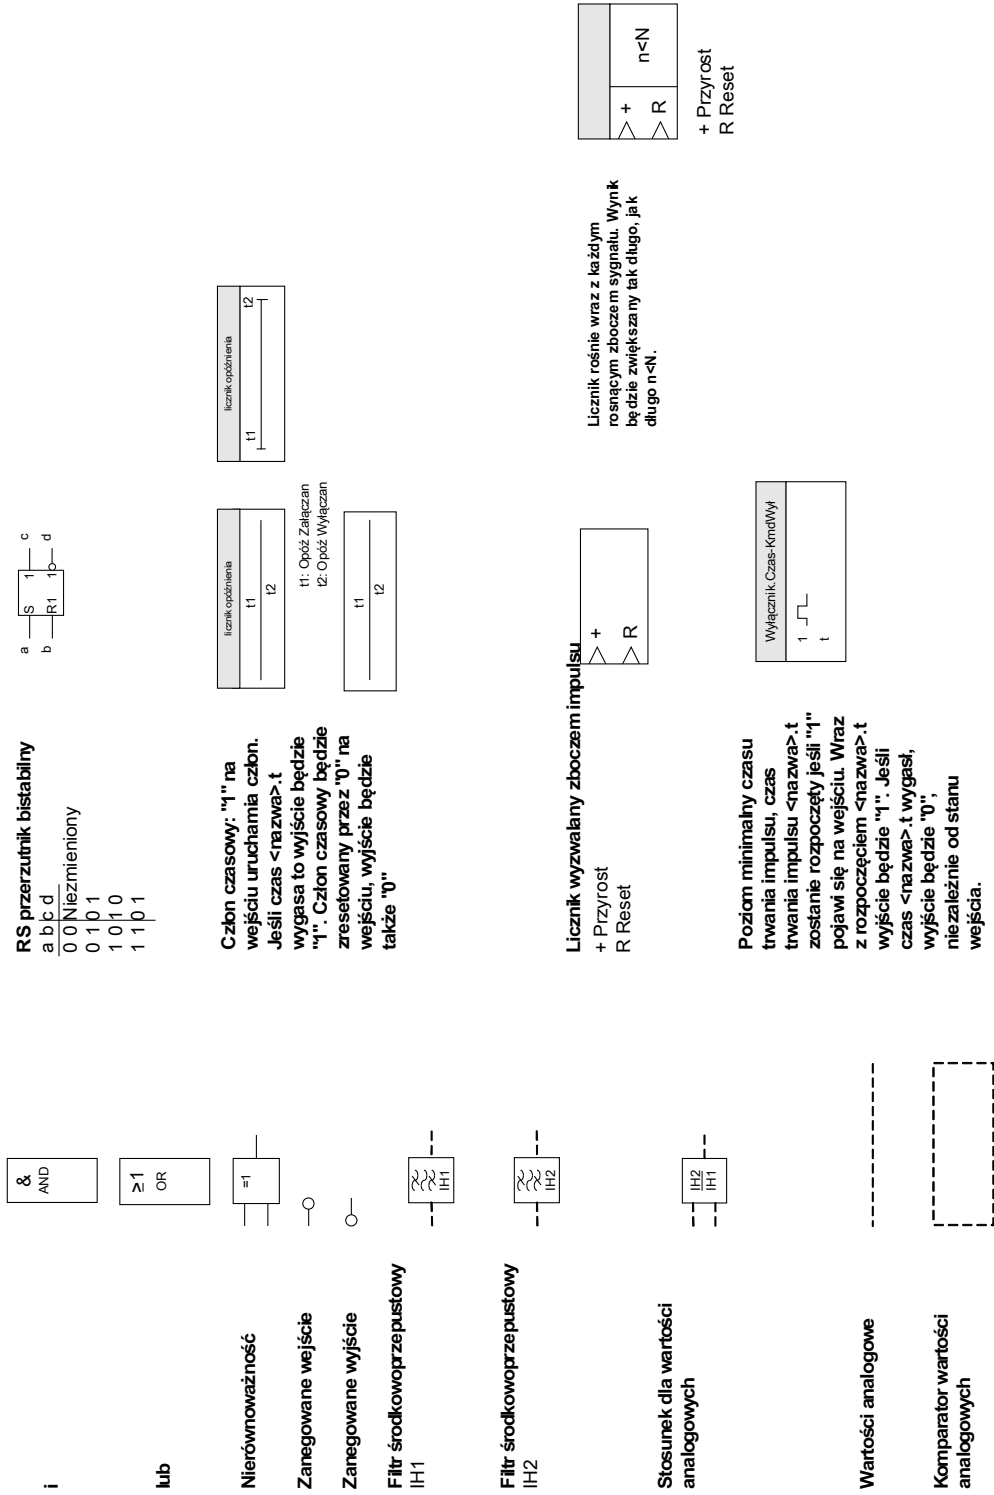 i
&
AND
lub
≥1
OR
Nierównoważność
=1
Zanegowane wejście
Zanegowane wyjście
Filtr środkowoprzepustowy
IH1
IH1
Filtr środkowoprzepustowy
IH2
IH2
Stosunek dla wartości
analogowych
IH2
IH1
Wartości analogowe
Komparator wartości
analogowych
RS przerzutnik bistabilny
a b c d
0 0 Niezmieniony
0 1 0 1
1 0 1 0
1 1 0 1
a
b
S
R1
1
1
c
d
Człon czasowy: "1" na
wejściu uruchamia człon.
Jeśli czas <nazwa>.t
wygasa to wyjście będzie
"1". Człon czasowy będzie
zresetowany przez "0" na
wejściu, wyjście będzie
także "0"
licznik opóźnienia
t1
t2
t1: Opóź Załączan
t2: Opóź Wyłączan
t1
t2
licznik opóźnienia
t1
t2
Licznik wyzwalany zboczem impulsu
+ Przyrost
R Reset
+
R
Licznik rośnie wraz z każdym
rosnącym zboczem sygnału. Wynik
będzie zwiększany tak długo, jak
długo n<N.
+
R
n<N
+ Przyrost
R Reset
Poziom minimalny czasu
trwania impulsu, czas
trwania impulsu <nazwa>.t
zostanie rozpoczęty jeśli "1"
pojawi się na wejściu. Wraz
z rozpoczęciem <nazwa>.t
wyjście będzie "1". Jeśli
czas <nazwa>.t wygasł,
wyjście będzie "0",
niezależnie od stanu
wejścia.
Wyłącznik.Czas-KmdWył
1
t